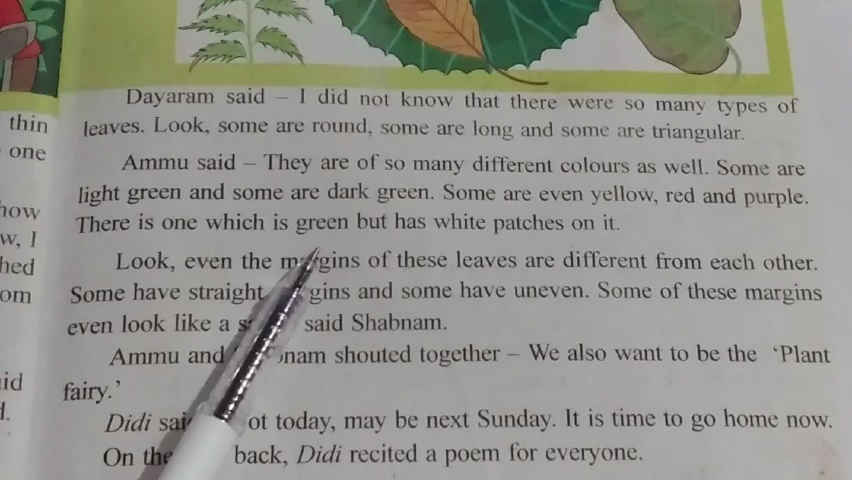 Dayaram said – I did not know that there were so many types of
leaves. Look, some are round, some are long and some are triangular.
Ammu said – They are of so many different colours as well. Some are
light green and some are dark green. Some are even yellow, red and purple.
There is one which is green but has white patches on it.
Look, even the margins of these leaves are different from each other.
Some have straight gins and some have uneven. Some of these margins
even look like a said Shabnam.
Ammu and nam shouted together – We also want to be the ‘Plant
fairy.’
Didi sai ot today, may be next Sunday. It is time to go home now.
On the back, Didi recited a poem for everyone.
thin
one
how
w, I
hed
om
id
d.